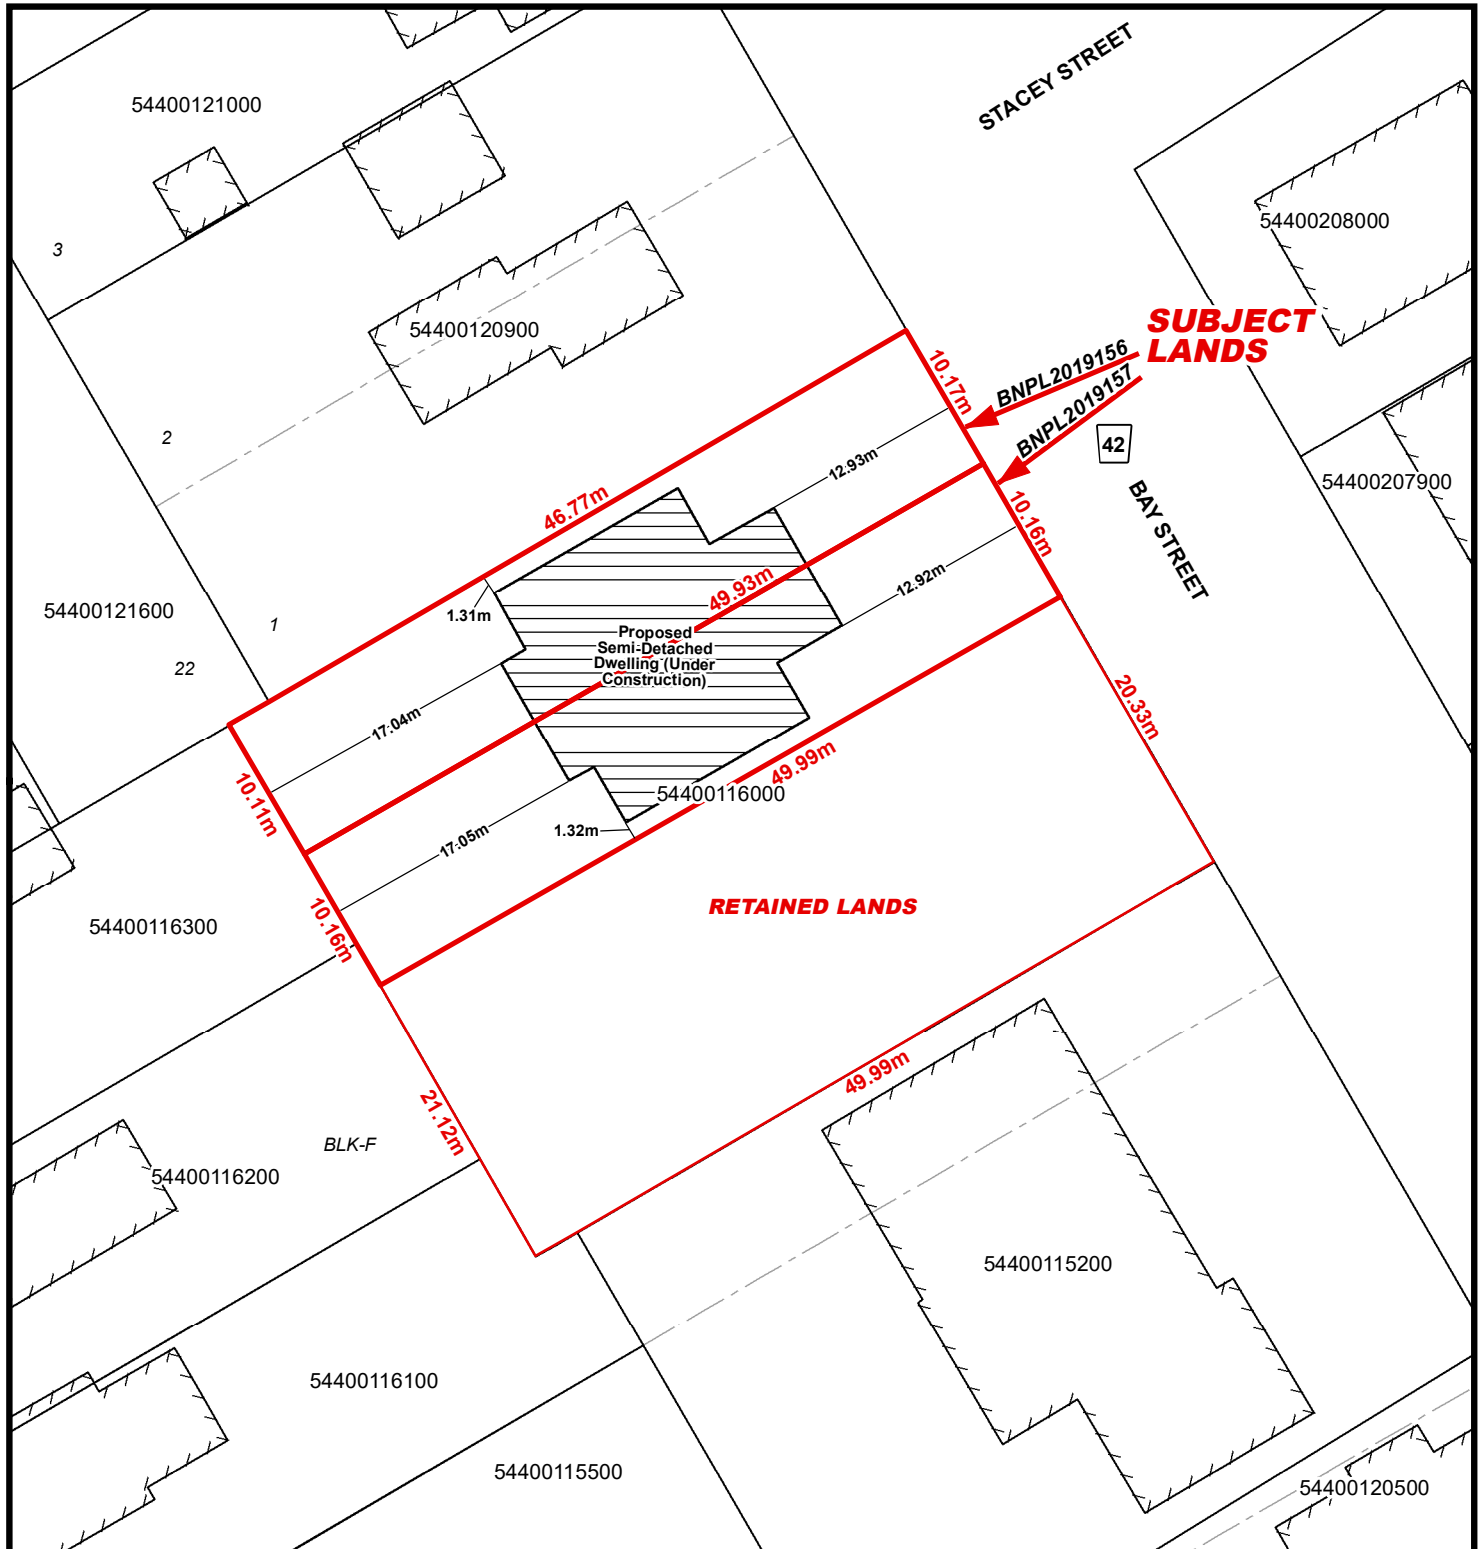 STACEY STREET
54400121000
54400208000
3
SUBJECT
LANDS
54400120900
BNPL2019156
10.17m
BNPL2019157
2
42
12.93m
54400207900
46.77m
10.16m
BAY STREET
12.92m
49.93m
54400121600
1.31m
1
Proposed
Semi-Detached
Dwelling (Under
Construction)
22
20.33m
17.04m
49.99m
54400116000
10.11m
17.05m
1.32m
RETAINED LANDS
54400116300
10.16m
49.99m
21.12m
BLK-F
54400116200
54400115200
54400116100
54400115500
54400120500